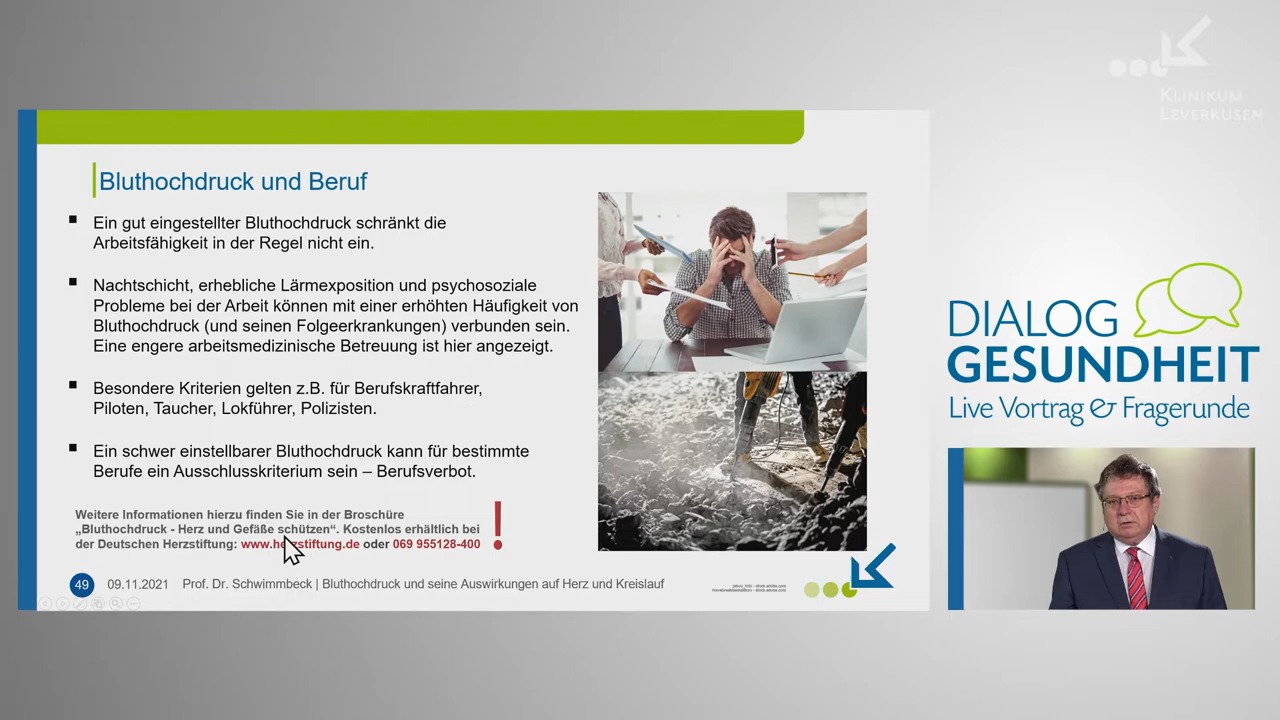 KLINIKUM
LEVERKUSEN
Bluthochdruck und Beruf
Ein gut eingestellter Bluthochdruck schränkt die
Arbeitsfähigkeit in der Regel nicht ein.
Nachtschicht, erhebliche Lärmexposition und psychosoziale
Probleme bei der Arbeit können mit einer erhöhten Häufigkeit von
Bluthochdruck (und seinen Folgeerkrankungen) verbunden sein.
Eine engere arbeitsmedizinische Betreuung ist hier angezeigt.
Besondere Kriterien gelten z.B. für Berufskraftfahrer,
Piloten, Taucher, Lokführer, Polizisten.
Ein schwer einstellbarer Bluthochdruck kann für bestimmte
Berufe ein Ausschlusskriterium sein – Berufsverbot.
Weitere Informationen hierzu finden Sie in der Broschüre
„Bluthochdruck - Herz und Gefäße schützen“. Kostenlos erhältlich bei
der Deutschen Herzstiftung: www.herzstiftung.de oder 069 955128-400
!
49 09.11.2021 Prof. Dr. Schwimmbeck | Bluthochdruck und seine Auswirkungen auf Herz und Kreislauf
DIALOG
GESUNDHEIT
Live Vortrag & Fragerunde